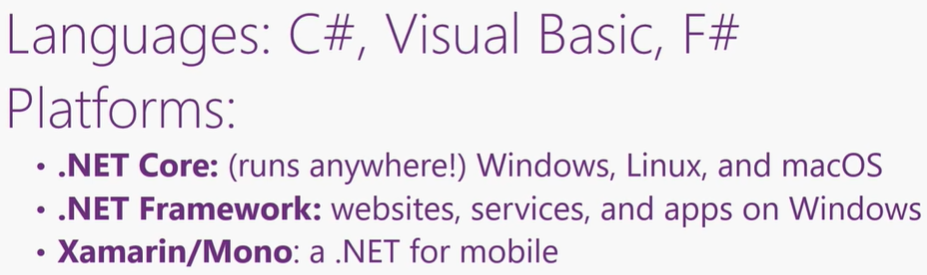 Languages: C#, Visual Basic, F#
Platforms:
• .NET Core: (runs anywhere!) Windows, Linux, and macOS
• .NET Framework: websites, services, and apps on Windows
• Xamarin/Mono: a .NET for mobile